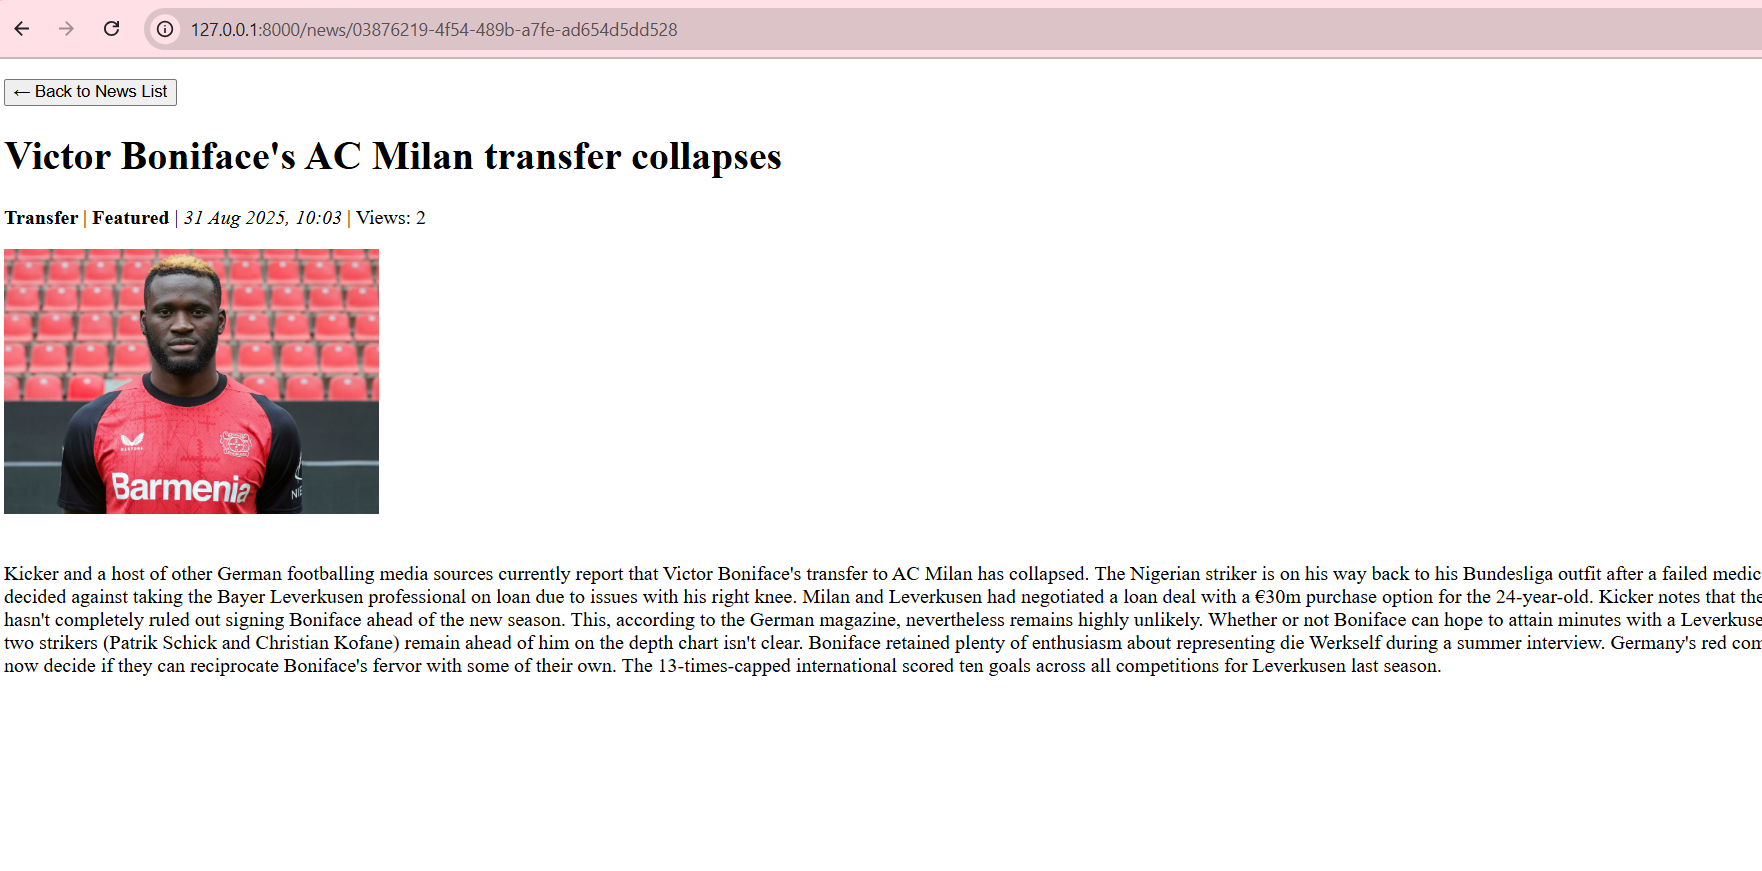 127.0.0.1:8000/news/03876219-4f54-489b-a7fe-ad654d5dd528
← Back to News List
Victor Boniface's AC Milan transfer collapses
Transfer | Featured | 31 Aug 2025, 10:03 | Views: 2
Barmenia
Kicker and a host of other German footballing media sources currently report that Victor Boniface's transfer to AC Milan has collapsed. The Nigerian striker is on his way back to his Bundesliga outfit after a failed medic
decided against taking the Bayer Leverkusen professional on loan due to issues with his right knee. Milan and Leverkusen had negotiated a loan deal with a €30m purchase option for the 24-year-old. Kicker notes that the
hasn't completely ruled out signing Boniface ahead of the new season. This, according to the German magazine, nevertheless remains highly unlikely. Whether or not Boniface can hope to attain minutes with a Leverkuse
two strikers (Patrik Schick and Christian Kofane) remain ahead of him on the depth chart isn't clear. Boniface retained plenty of enthusiasm about representing die Werkself during a summer interview. Germany's red com
now decide if they can reciprocate Boniface's fervor with some of their own. The 13-times-capped international scored ten goals across all competitions for Leverkusen last season.